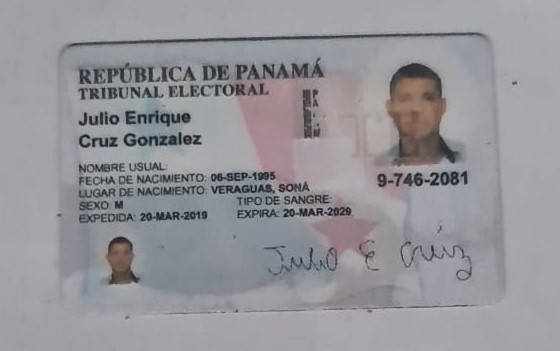 REPÚBLICA DE PANAMÁ
TRIBUNAL ELECTORAL
Julio Enrique
Cruz Gonzalez
NOMBRE USUAL:
FECHA DE NACIMIENTO: 06-SEP-1995
LUGAR DE NACIMIENTO: VERAGUAS, SONÁ
SEXO: M TIPO DE SANGRE:
EXPEDIDA: 20-MAR-2019 EXPIRA: 20-MAR-2029
9-746-2081
TE
Julio E Cruz